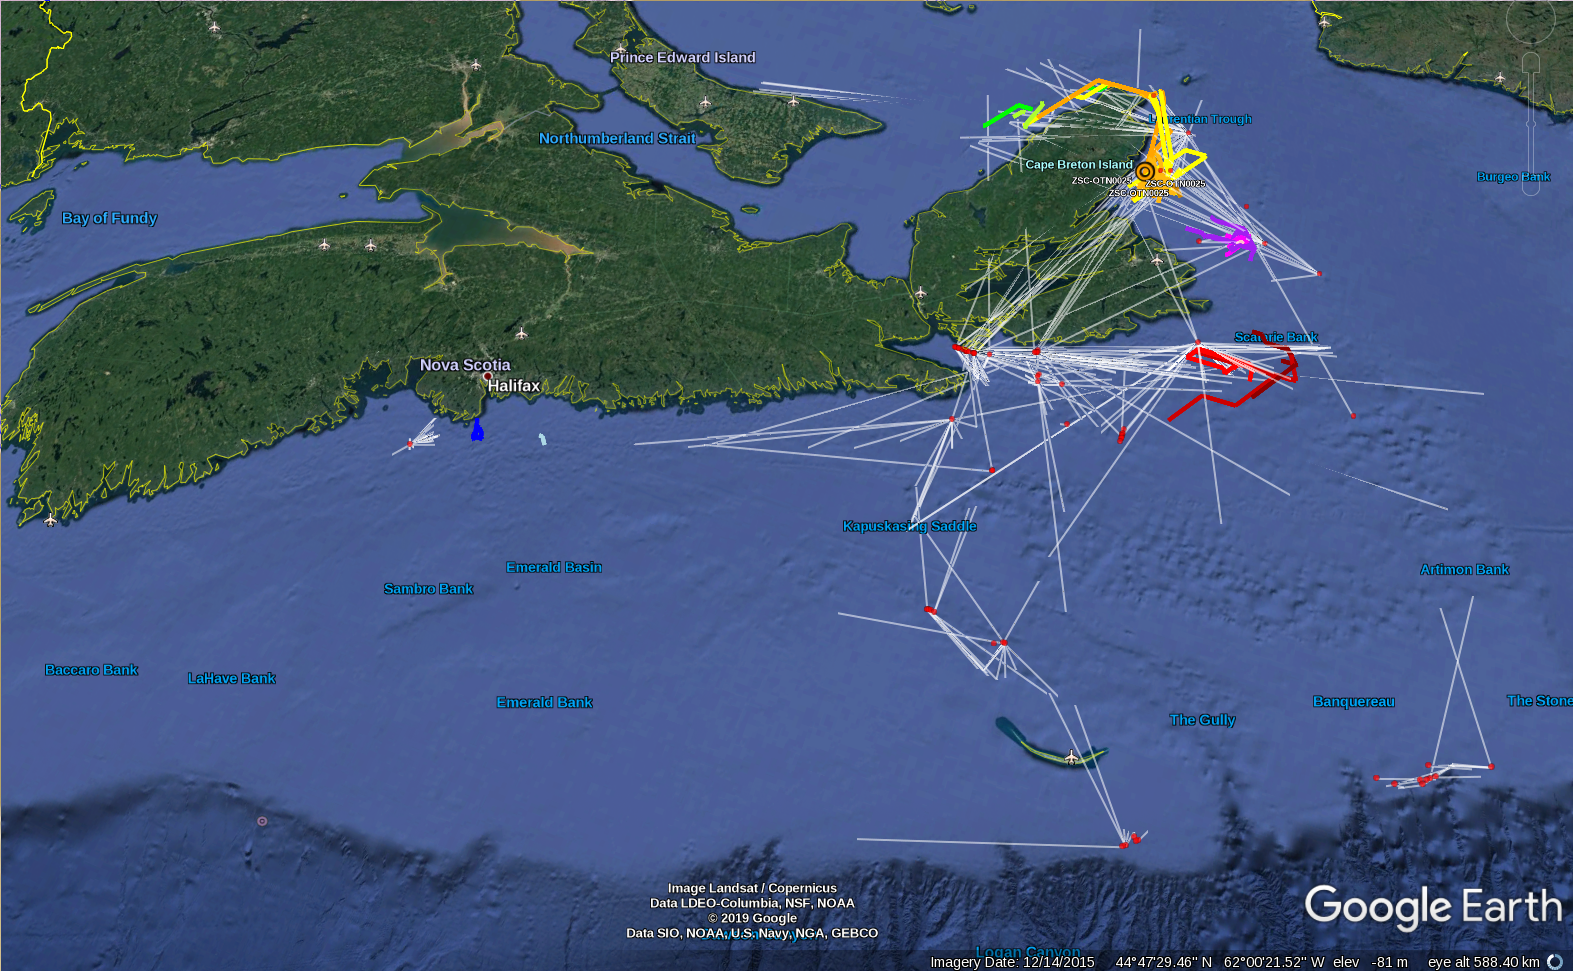 Prince Edward Island
Laurentian Trough
Northumberland Strait
Cape Breton Island
ZSC-OTN0025
ZSC-OTN0025
ZSC-OTN0025
Burgeo Bank
Bay of Fundy
Scatarie Bank
Nova Scotia
Halifax
Kapuskasing Saddle
Emerald Basin
Artimon Bank
Sambro Bank
Baccaro Bank
LaHave Bank
Emerald Bank
Banquereau
The Stone
The Gully
Image Landsat / Copernicus
Data LDEO-Columbia, NSF, NOAA
© 2019 Google
Data SIO, NOAA, U.S. Navy, NGA, GEBCO
Google Earth
Logan Canyon
Imagery Date: 12/14/2015 44°47'29.46" N 62°00'21.52" W elev -81 m eye alt 588.40 km